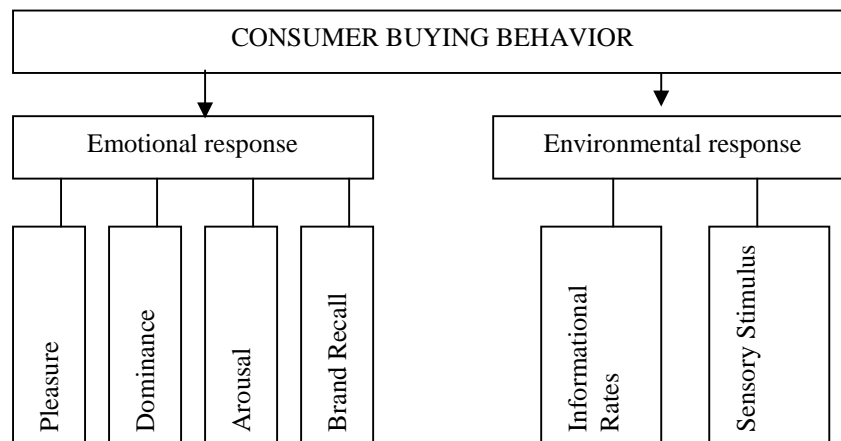 CONSUMER BUYING BEHAVIOR
Emotional response
Environmental response
Pleasure
Dominance
Arousal
Brand Recall
Informational
Rates
Sensory Stimulus